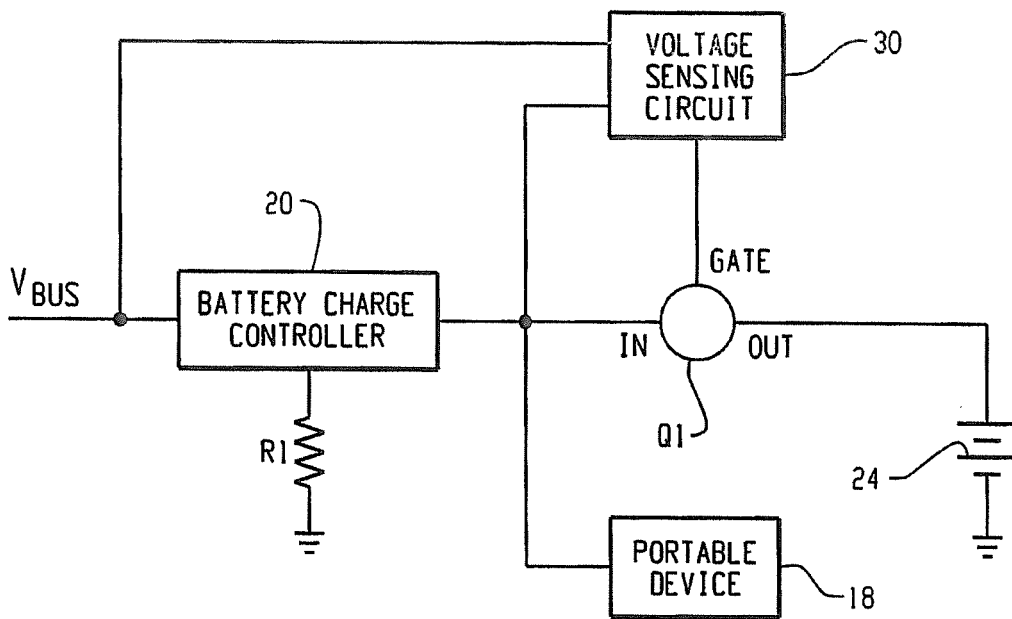 VOLTAGE
SENSING
CIRCUIT
30
20
GATE
V BUS
BATTERY CHARGE
CONTROLLER
IN
OUT
R1
Q1
24
PORTABLE
DEVICE
18